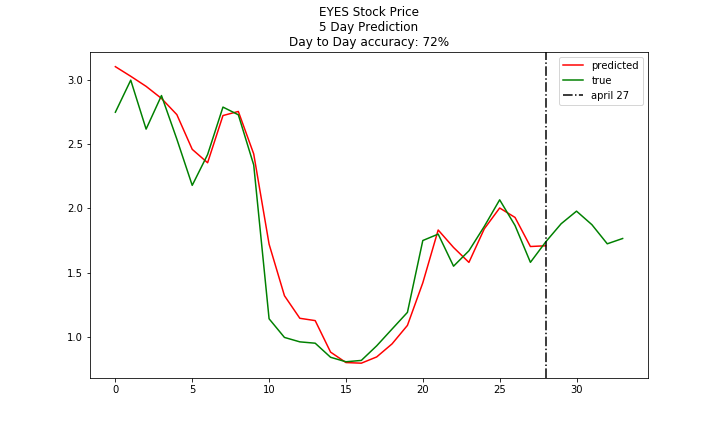 EYES Stock Price
5 Day Prediction
Day to Day accuracy: 72%
predicted
true
april 27
3.0
2.5
2.0
1.5
1.0
0 5 10 15 20 25 30